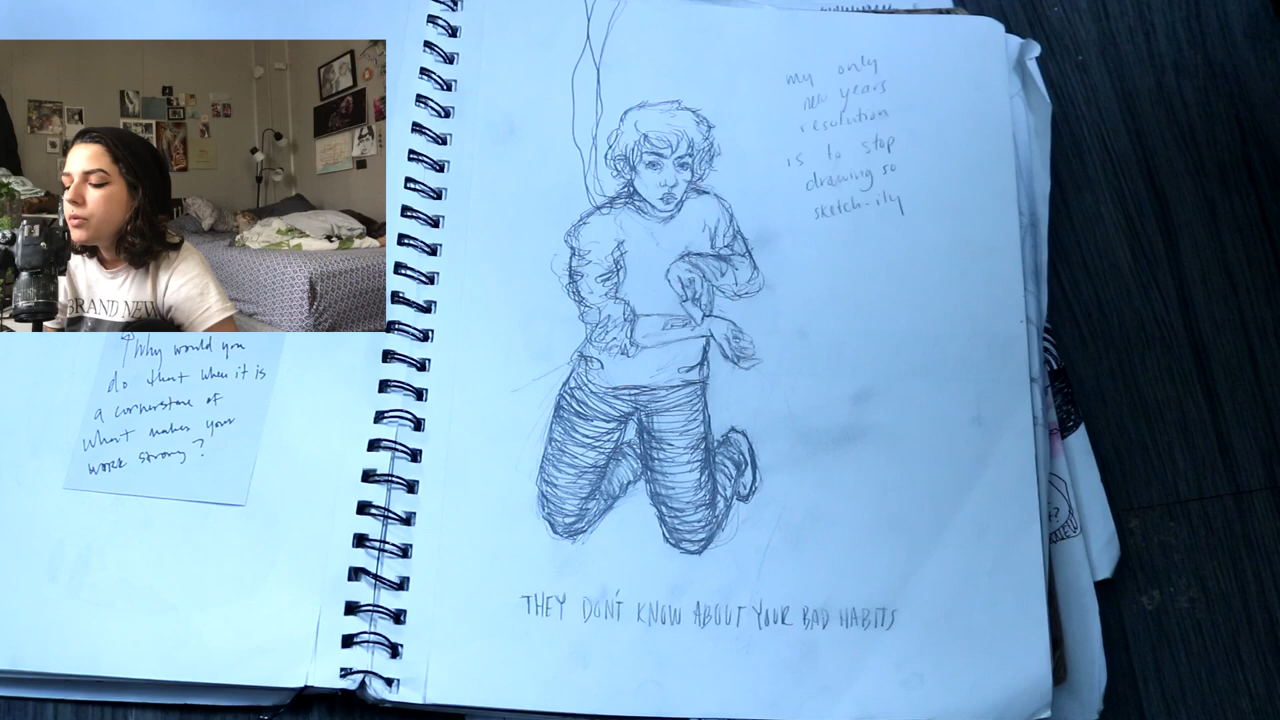 my only
new years
resolution
is to stop
drawing so
sketch-ily
BRAND NEW
↑ Why would you
do that when it is
a cornerstone of
what makes your
work strong?
THEY DON'T KNOW ABOUT YOUR BAD HABITS